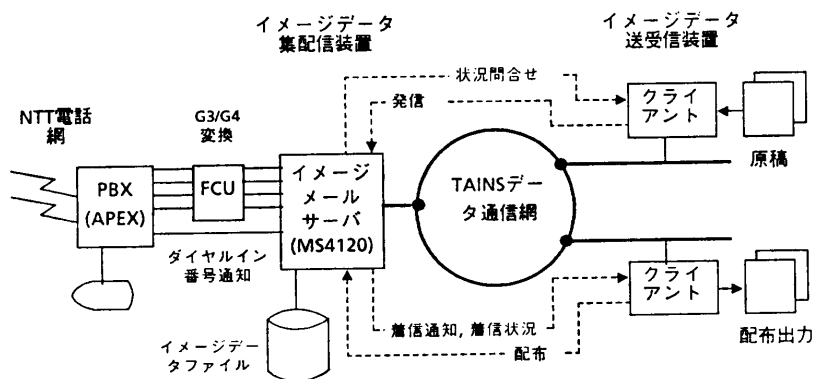 イメージデータ
集配信装置
イメージデータ
送受信装置
状況問合せ
発信
クライ
アント
原稿
NTT電話
網
G3/G4
変換
PBX
(APEX)
FCU
イメージ
メール
サーバ
(MS4120)
TAINSデー
タ通信網
ダイヤルイン
番号通知
クライ
アント
着信通知, 着信状況
配布
配布出力
イメージデー
タファイル